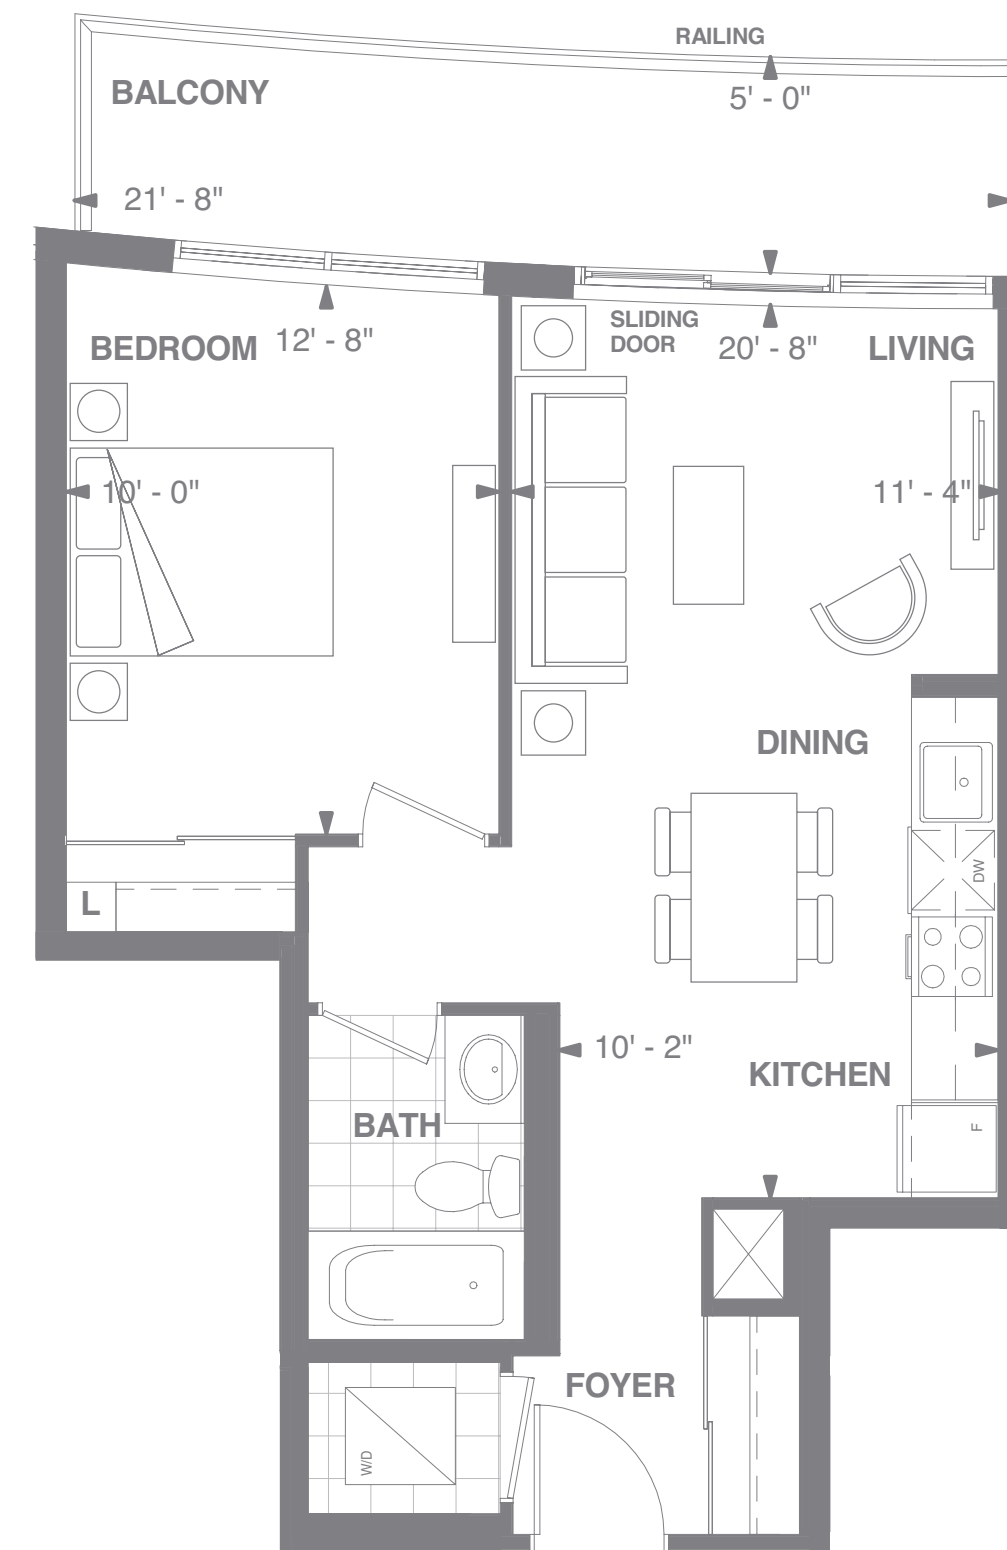 RAILING
BALCONY
5' - 0"
21' - 8"
BEDROOM
12' - 8"
SLIDING
DOOR
20' - 8"
LIVING
10' - 0"
11' - 4"
DINING
DW
L
10' - 2"
KITCHEN
BATH
F
FOYER
W/D